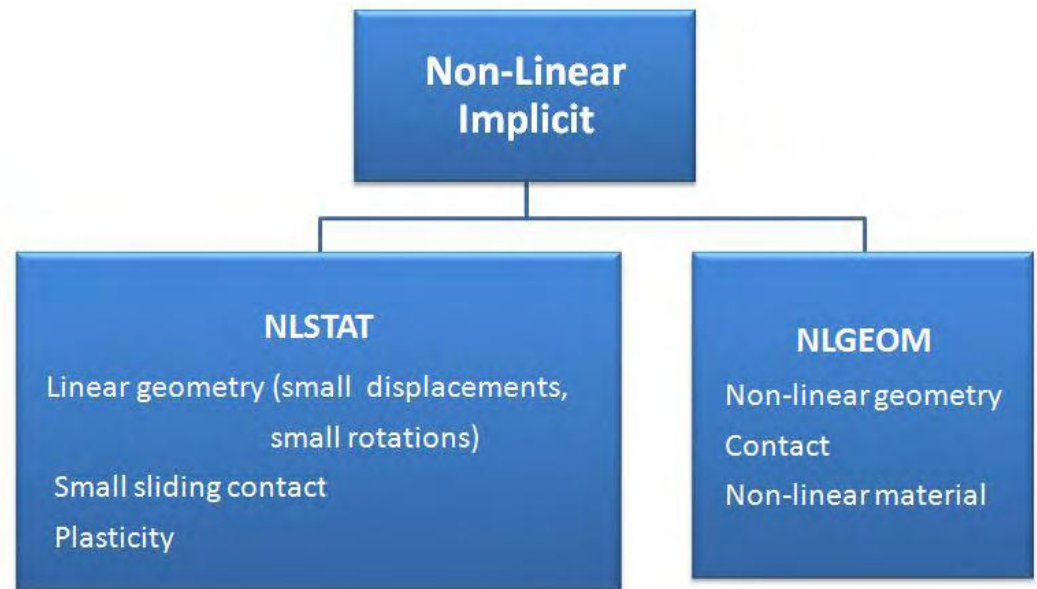 Non-Linear
Implicit
NLSTAT
Linear geometry (small displacements,
small rotations)
Small sliding contact
Plasticity
NLGEOM
Non-linear geometry
Contact
Non-linear material